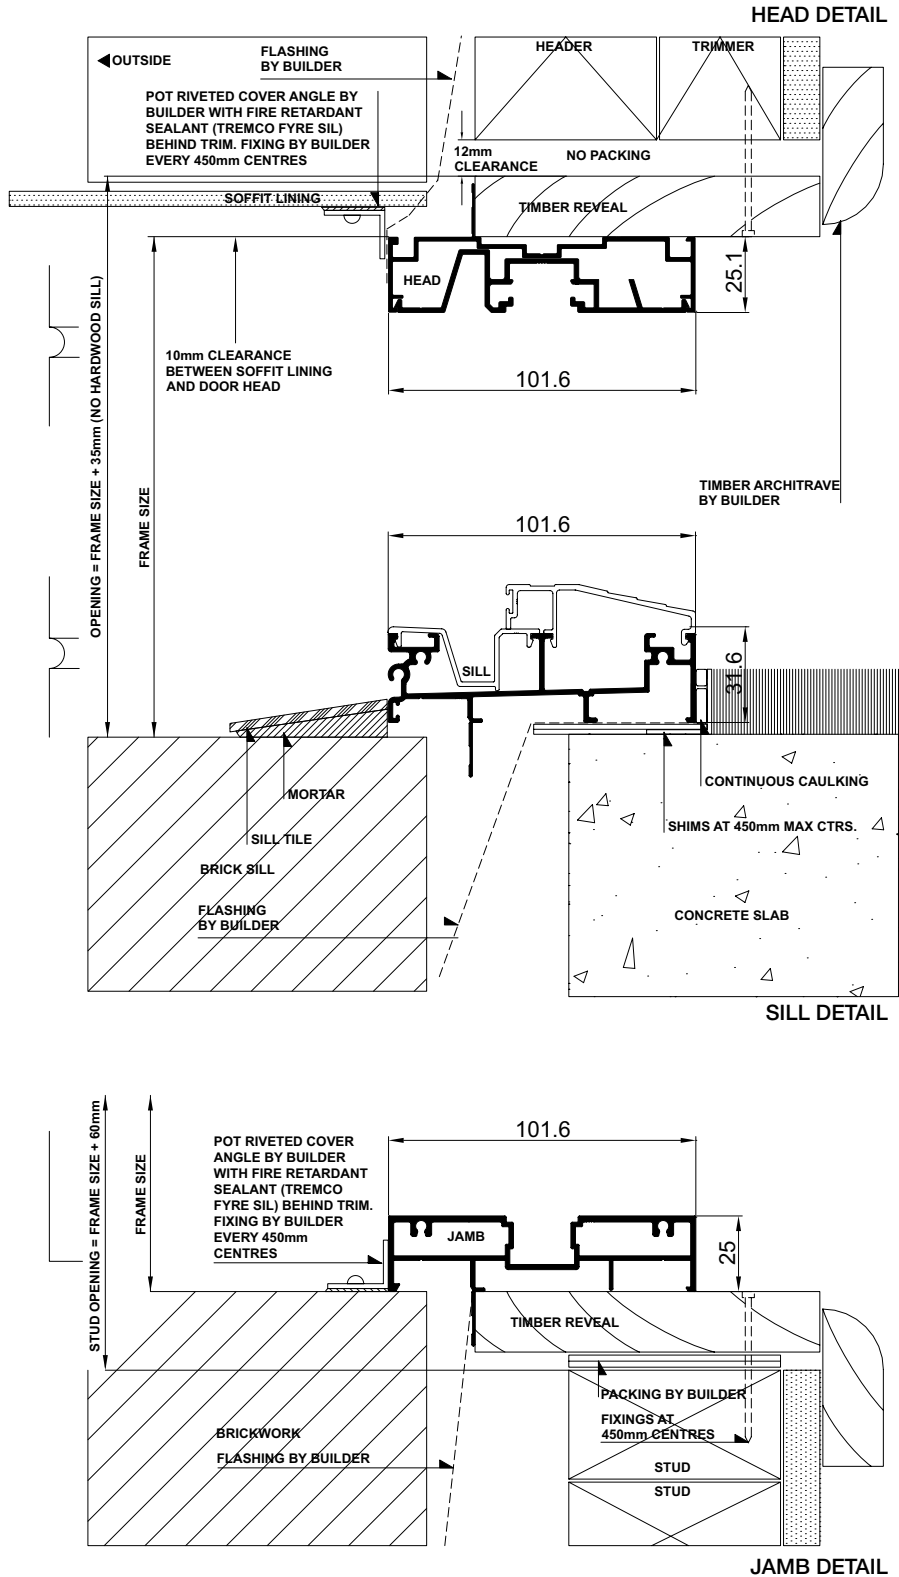 HEAD DETAIL
OUTSIDE
FLASHING
BY BUILDER
HEADER
TRIMMER
POT RIVETED COVER ANGLE BY
BUILDER WITH FIRE RETARDANT
SEALANT (TREMCO FYRE SIL)
BEHIND TRIM. FIXING BY BUILDER
EVERY 450mm CENTRES
12mm
CLEARANCE
NO PACKING
SOFFIT LINING
TIMBER REVEAL
HEAD
25.1
10mm CLEARANCE
BETWEEN SOFFIT LINING
AND DOOR HEAD
101.6
OPENING = FRAME SIZE + 35mm (NO HARDWOOD SILL)
FRAME SIZE
TIMBER ARCHITRAVE
BY BUILDER
101.6
SILL
31.6
MORTAR
SILL TILE
BRICK SILL
FLASHING
BY BUILDER
CONTINUOUS CAULKING
SHIMS AT 450mm MAX CTRS.
CONCRETE SLAB
SILL DETAIL
STUD OPENING = FRAME SIZE + 60mm
FRAME SIZE
POT RIVETED COVER
ANGLE BY BUILDER
WITH FIRE RETARDANT
SEALANT (TREMCO
FYRE SIL) BEHIND TRIM.
FIXING BY BUILDER
EVERY 450mm
CENTRES
101.6
JAMB
25
TIMBER REVEAL
PACKING BY BUILDER
FIXINGS AT
450mm CENTRES
BRICKWORK
FLASHING BY BUILDER
STUD
STUD
JAMB DETAIL